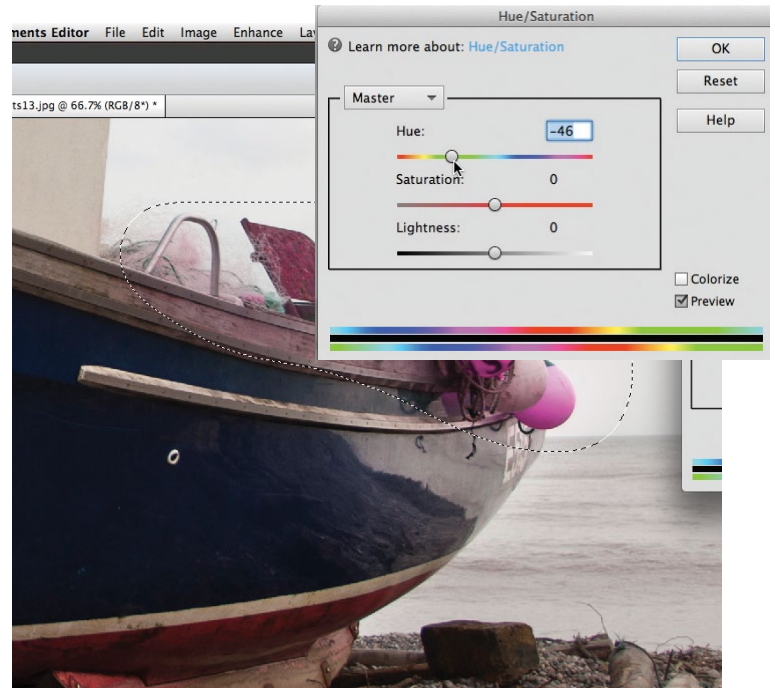 ments Editor File Edit Image Enhance La
ts13.jpg @ 66.7% (RGB/8*) *
Hue/Saturation
? Learn more about: Hue/Saturation
OK
Reset
Help
Master
Hue: -46
Saturation: 0
Lightness: 0
Colorize
Preview